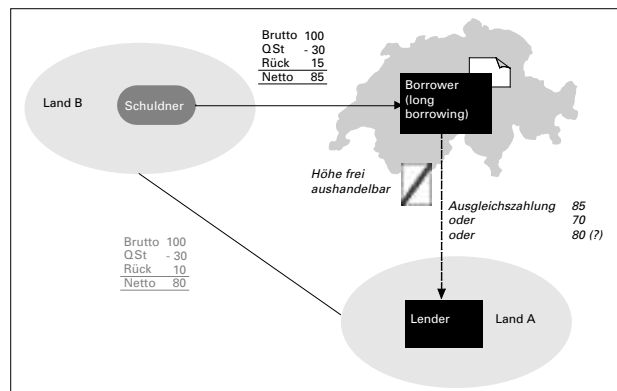 Brutto 100
QSt - 30
Rück 15
Netto 85
Land B
Schuldner
Borrower
(long
borrowing)
Höhe frei
aushandelbar
Ausgleichszahlung 85
oder 70
oder 80 (?)
Brutto 100
QSt - 30
Rück 10
Netto 80
Lender
Land A